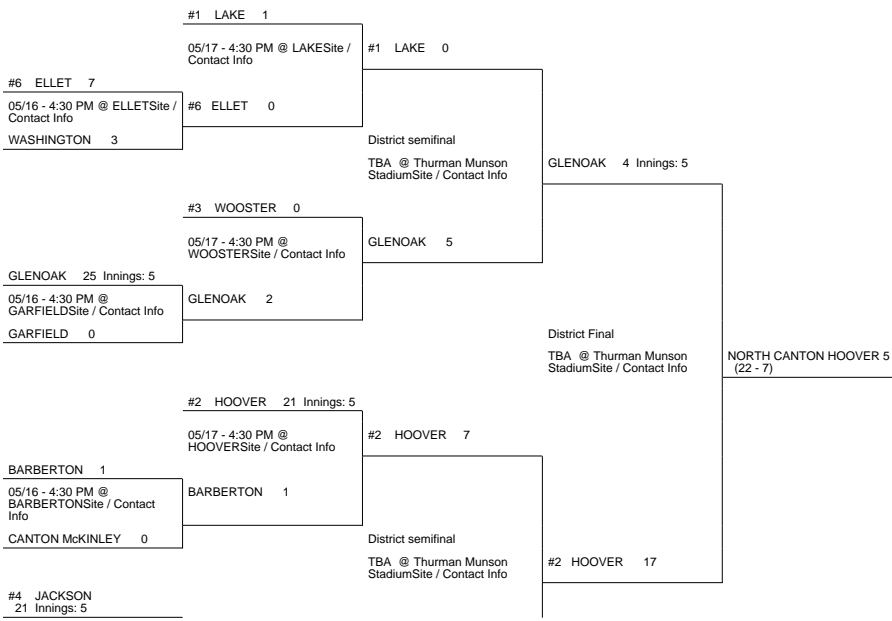 #1 LAKE 1
05/17 - 4:30 PM @ LAKESite /
Contact Info
#1 LAKE 0
#6 ELLET 7
05/16 - 4:30 PM @ ELLETSite /
Contact Info
#6 ELLET 0
WASHINGTON 3
District semifinal
TBA @ Thurman Munson
StadiumSite / Contact Info
GLENOAK 4 Innings: 5
#3 WOOSTER 0
05/17 - 4:30 PM @
WOOSTERSite / Contact Info
GLENOAK 5
GLENOAK 25 Innings: 5
05/16 - 4:30 PM @
GARFIELDSite / Contact Info
GLENOAK 2
GARFIELD 0
District Final
TBA @ Thurman Munson
StadiumSite / Contact Info
NORTH CANTON HOOVER 5
(22 - 7)
#2 HOOVER 21 Innings: 5
05/17 - 4:30 PM @
HOOVERSite / Contact Info
#2 HOOVER 7
BARBERTON 1
05/16 - 4:30 PM @
BARBERTONSite / Contact
Info
BARBERTON 1
CANTON McKINLEY 0
District semifinal
TBA @ Thurman Munson
StadiumSite / Contact Info
#2 HOOVER 17
#4 JACKSON
21 Innings: 5